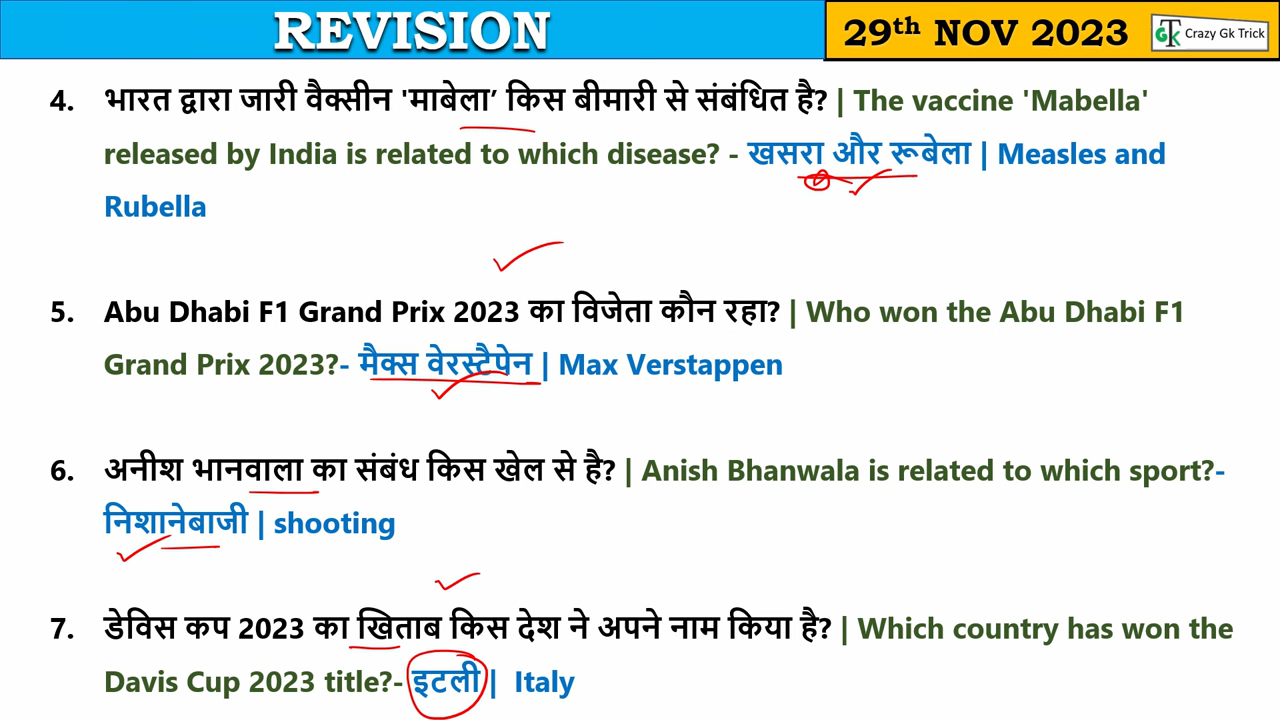 REVISION
29th NOV 2023
GTK Crazy Gk Trick
4. भारत द्वारा जारी वैक्सीन 'माबेला’ किस बीमारी से संबंधित है? | The vaccine 'Mabella'
released by India is related to which disease? - खसरा और रूबेला | Measles and
Rubella
5. Abu Dhabi F1 Grand Prix 2023 का विजेता कौन रहा? | Who won the Abu Dhabi F1
Grand Prix 2023?- मैक्स वेरस्टैपेन | Max Verstappen
6. अनीश भानवाला का संबंध किस खेल से है? | Anish Bhanwala is related to which sport?-
निशानेबाजी | shooting
7. डेविस कप 2023 का खिताब किस देश ने अपने नाम किया है? | Which country has won the
Davis Cup 2023 title?- इटली | Italy